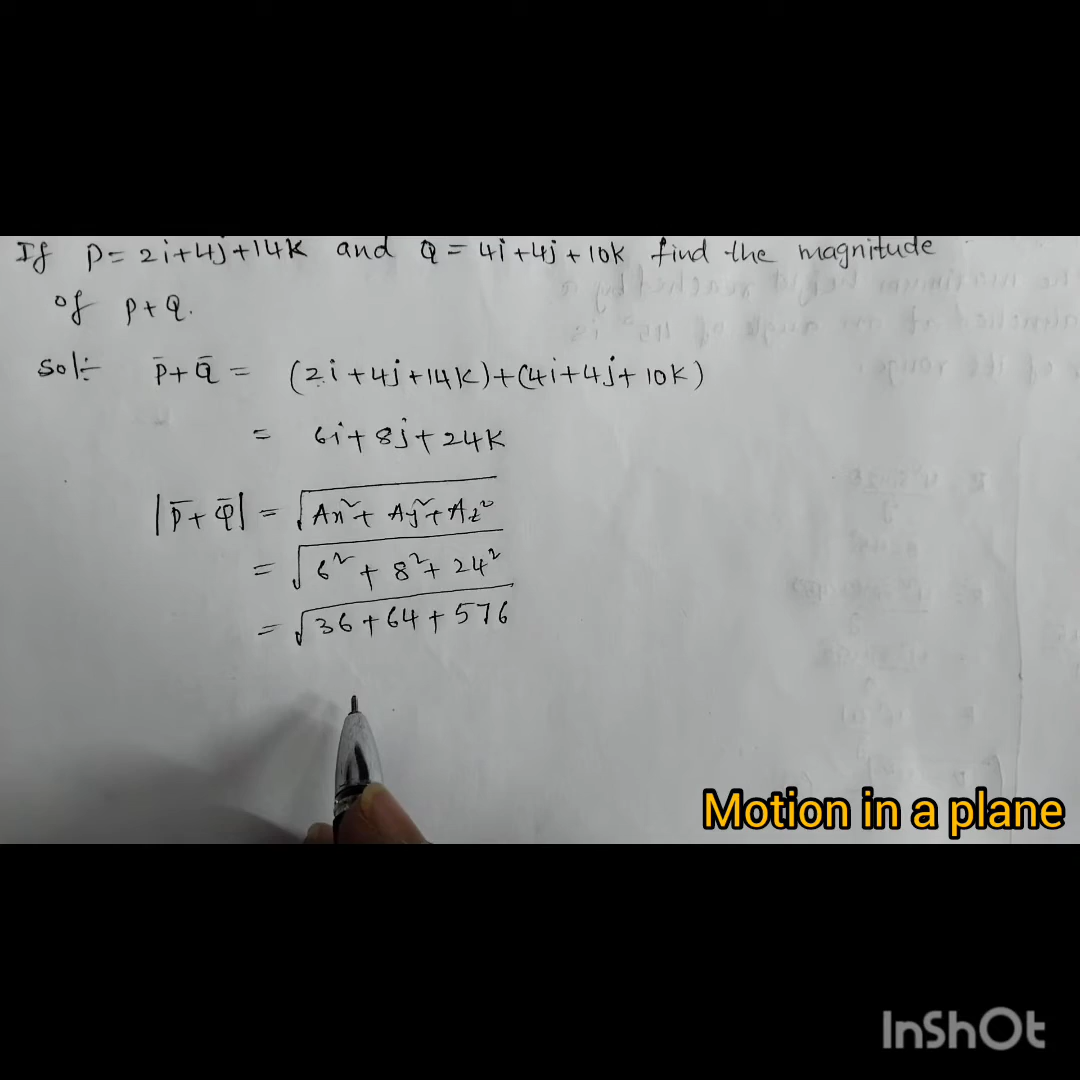 If P = 2i+4j+14K and Q = 4i+4j+10K find the magnitude
of P+Q.
Sol:- P̄+Q̄ = (2i+4j+14K)+(4i+4j+10K)
= 6i+8j+24K
|P̄+Q̄| = √Ax²+Ay²+Az²
= √6²+8²+24²
= √36+64+576
Motion in a plane
InShOt